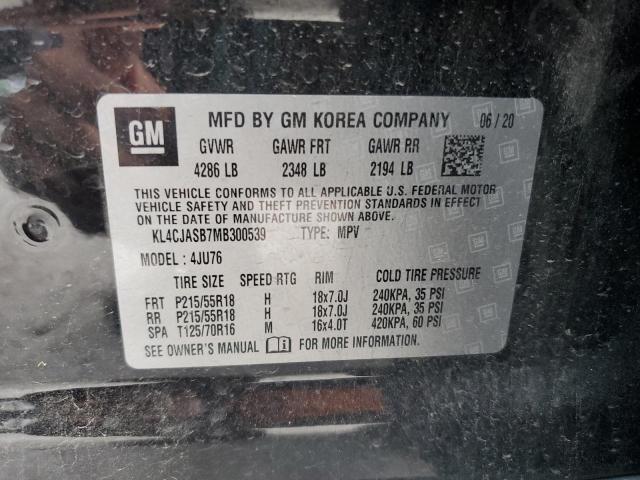 GM MFD BY GM KOREA COMPANY 06/20
GVWR GAWR FRT GAWR RR
4286 LB 2348 LB 2194 LB
THIS VEHICLE CONFORMS TO ALL APPLICABLE U.S. FEDERAL MOTOR
VEHICLE SAFETY AND THEFT PREVENTION STANDARDS IN EFFECT
ON THE DATE OF MANUFACTURE SHOWN ABOVE.
KL4CJASB7MB300539 TYPE: MPV
MODEL: 4JU76
TIRE SIZE SPEED RTG RIM COLD TIRE PRESSURE
FRT P215/55R18 H 18x7.0J 240KPA, 35 PSI
RR P215/55R18 H 18x7.0J 240KPA, 35 PSI
SPA T125/70R16 M 16x4.0T 420KPA, 60 PSI
SEE OWNER'S MANUAL FOR MORE INFORMATION.